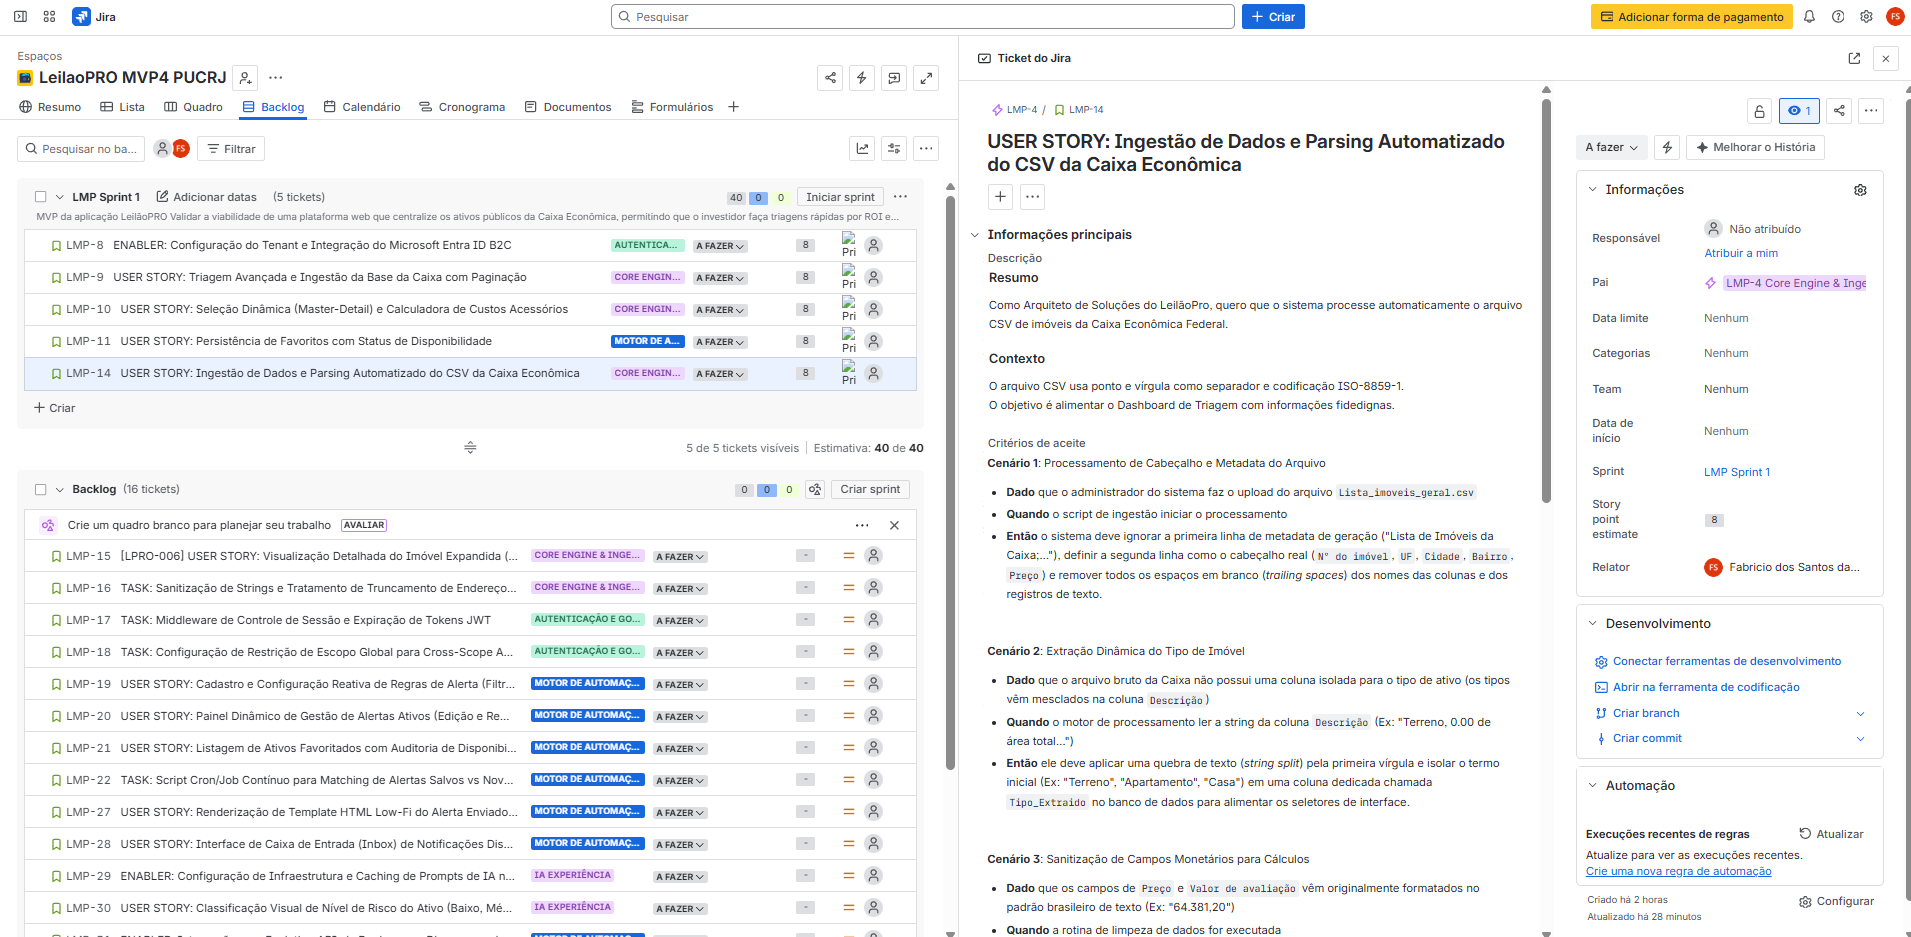 Jira
Pesquisar
Criar
Adicionar forma de pagamento
FS
Espaços
LeilaoPRO MVP4 PUCRJ
Resumo
Lista
Quadro
Backlog
Calendário
Cronograma
Documentos
Formulários
Pesquisar no ba...
FS
Filtrar
LMP Sprint 1
Adicionar datas
(5 tickets)
40 0 0
Iniciar sprint
MVP da aplicação LeilãoPRO Validar a viabilidade de uma plataforma web que centralize os ativos públicos da Caixa Econômica, permitindo que o investidor faça triagens rápidas por ROI e...
LMP-8 ENABLER: Configuração do Tenant e Integração do Microsoft Entra ID B2C AUTENTICA... A FAZER 8 Pri
LMP-9 USER STORY: Triagem Avançada e Ingestão da Base da Caixa com Paginação CORE ENGIN... A FAZER 8 Pri
LMP-10 USER STORY: Seleção Dinâmica (Master-Detail) e Calculadora de Custos Acessórios CORE ENGIN... A FAZER 8 Pri
LMP-11 USER STORY: Persistência de Favoritos com Status de Disponibilidade MOTOR DE A... A FAZER 8 Pri
LMP-14 USER STORY: Ingestão de Dados e Parsing Automatizado do CSV da Caixa Econômica CORE ENGIN... A FAZER 8 Pri
Criar
5 de 5 tickets visíveis
Estimativa: 40 de 40
Backlog (16 tickets)
0 0 0
Criar sprint
Crie um quadro branco para planejar seu trabalho AVALIAR
LMP-15 [LPRO-006] USER STORY: Visualização Detalhada do Imóvel Expandida (... CORE ENGINE & INGE... A FAZER -
LMP-16 TASK: Sanitização de Strings e Tratamento de Truncamento de Endereço... CORE ENGINE & INGE... A FAZER -
LMP-17 TASK: Middleware de Controle de Sessão e Expiração de Tokens JWT AUTENTICAÇÃO E GO... A FAZER -
LMP-18 TASK: Configuração de Restrição de Escopo Global para Cross-Scope A... AUTENTICAÇÃO E GO... A FAZER -
LMP-19 USER STORY: Cadastro e Configuração Reativa de Regras de Alerta (Filtr... MOTOR DE AUTOMAÇ... A FAZER -
LMP-20 USER STORY: Painel Dinâmico de Gestão de Alertas Ativos (Edição e Re... MOTOR DE AUTOMAÇ... A FAZER -
LMP-21 USER STORY: Listagem de Ativos Favoritados com Auditoria de Disponibi... MOTOR DE AUTOMAÇ... A FAZER -
LMP-22 TASK: Script Cron/Job Contínuo para Matching de Alertas Salvos vs Nov... MOTOR DE AUTOMAÇ... A FAZER -
LMP-27 USER STORY: Renderização de Template HTML Low-Fi do Alerta Enviado... MOTOR DE AUTOMAÇ... A FAZER -
LMP-28 USER STORY: Interface de Caixa de Entrada (Inbox) de Notificações Dis... MOTOR DE AUTOMAÇ... A FAZER -
LMP-29 ENABLER: Configuração de Infraestrutura e Caching de Prompts de IA n... IA EXPERIÊNCIA A FAZER -
LMP-30 USER STORY: Classificação Visual de Nível de Risco do Ativo (Baixo, Mé... IA EXPERIÊNCIA A FAZER -
Ticket do Jira
LMP-4 / LMP-14
USER STORY: Ingestão de Dados e Parsing Automatizado
do CSV da Caixa Econômica
Informações principais
Descrição
Resumo
Como Arquiteto de Soluções do LeilãoPro, quero que o sistema processe automaticamente o arquivo
CSV de imóveis da Caixa Econômica Federal.
Contexto
O arquivo CSV usa ponto e vírgula como separador e codificação ISO-8859-1.
O objetivo é alimentar o Dashboard de Triagem com informações fidedignas.
Critérios de aceite
Cenário 1: Processamento de Cabeçalho e Metadata do Arquivo
• Dado que o administrador do sistema faz o upload do arquivo Lista_imoveis_geral.csv
• Quando o script de ingestão iniciar o processamento
• Então o sistema deve ignorar a primeira linha de metadata de geração ("Lista de Imóveis da
Caixa;..."), definir a segunda linha como o cabeçalho real ( N° do imóvel, UF, Cidade, Bairro,
Preço ) e remover todos os espaços em branco (trailing spaces) dos nomes das colunas e dos
registros de texto.
Cenário 2: Extração Dinâmica do Tipo de Imóvel
• Dado que o arquivo bruto da Caixa não possui uma coluna isolada para o tipo de ativo (os tipos
vêm mesclados na coluna Descrição )
• Quando o motor de processamento ler a string da coluna Descrição (Ex: "Terreno, 0.00 de
área total...")
• Então ele deve aplicar uma quebra de texto (string split) pela primeira vírgula e isolar o termo
inicial (Ex: "Terreno", "Apartamento", "Casa") em uma coluna dedicada chamada
Tipo_Extraido no banco de dados para alimentar os seletores de interface.
Cenário 3: Sanitização de Campos Monetários para Cálculos
• Dado que os campos de Preço e Valor de avaliação vêm originalmente formatados no
padrão brasileiro de texto (Ex: "64.381,20")
• Quando a rotina de limpeza de dados for executada
1
A fazer
Melhorar o História
Informações
Responsável
Não atribuído
Atribuir a mim
Pai
LMP-4 Core Engine & Inge
Data limite
Nenhum
Categorias
Nenhum
Team
Nenhum
Data de
início
Nenhum
Sprint
LMP Sprint 1
Story
point
estimate
8
Relator
FS
Fabricio dos Santos da...
Desenvolvimento
Conectar ferramentas de desenvolvimento
Abrir na ferramenta de codificação
Criar branch
Criar commit
Automação
Execuções recentes de regras
Atualizar
Atualize para ver as execuções recentes.
Crie uma nova regra de automação
Criado há 2 horas
Atualizado há 28 minutos
Configurar